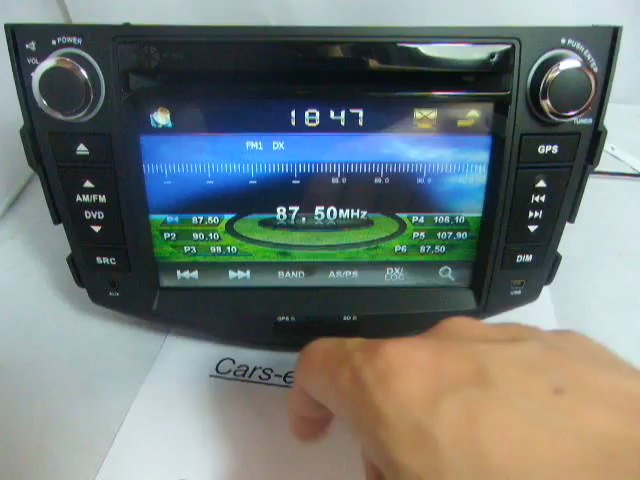 POWER
VOL
PUSH ENTER
TUNER
18 47
FM1 DX
87.50MHz
P1 87,50
P4 106,10
P2 90,10
P5 107,90
P3 98,10
P6 87,50
BAND
AS/PS
DX/
LOC
AM/FM
DVD
SRC
AUX
GPS
DIM
USB
GPS
SD
Cars-e